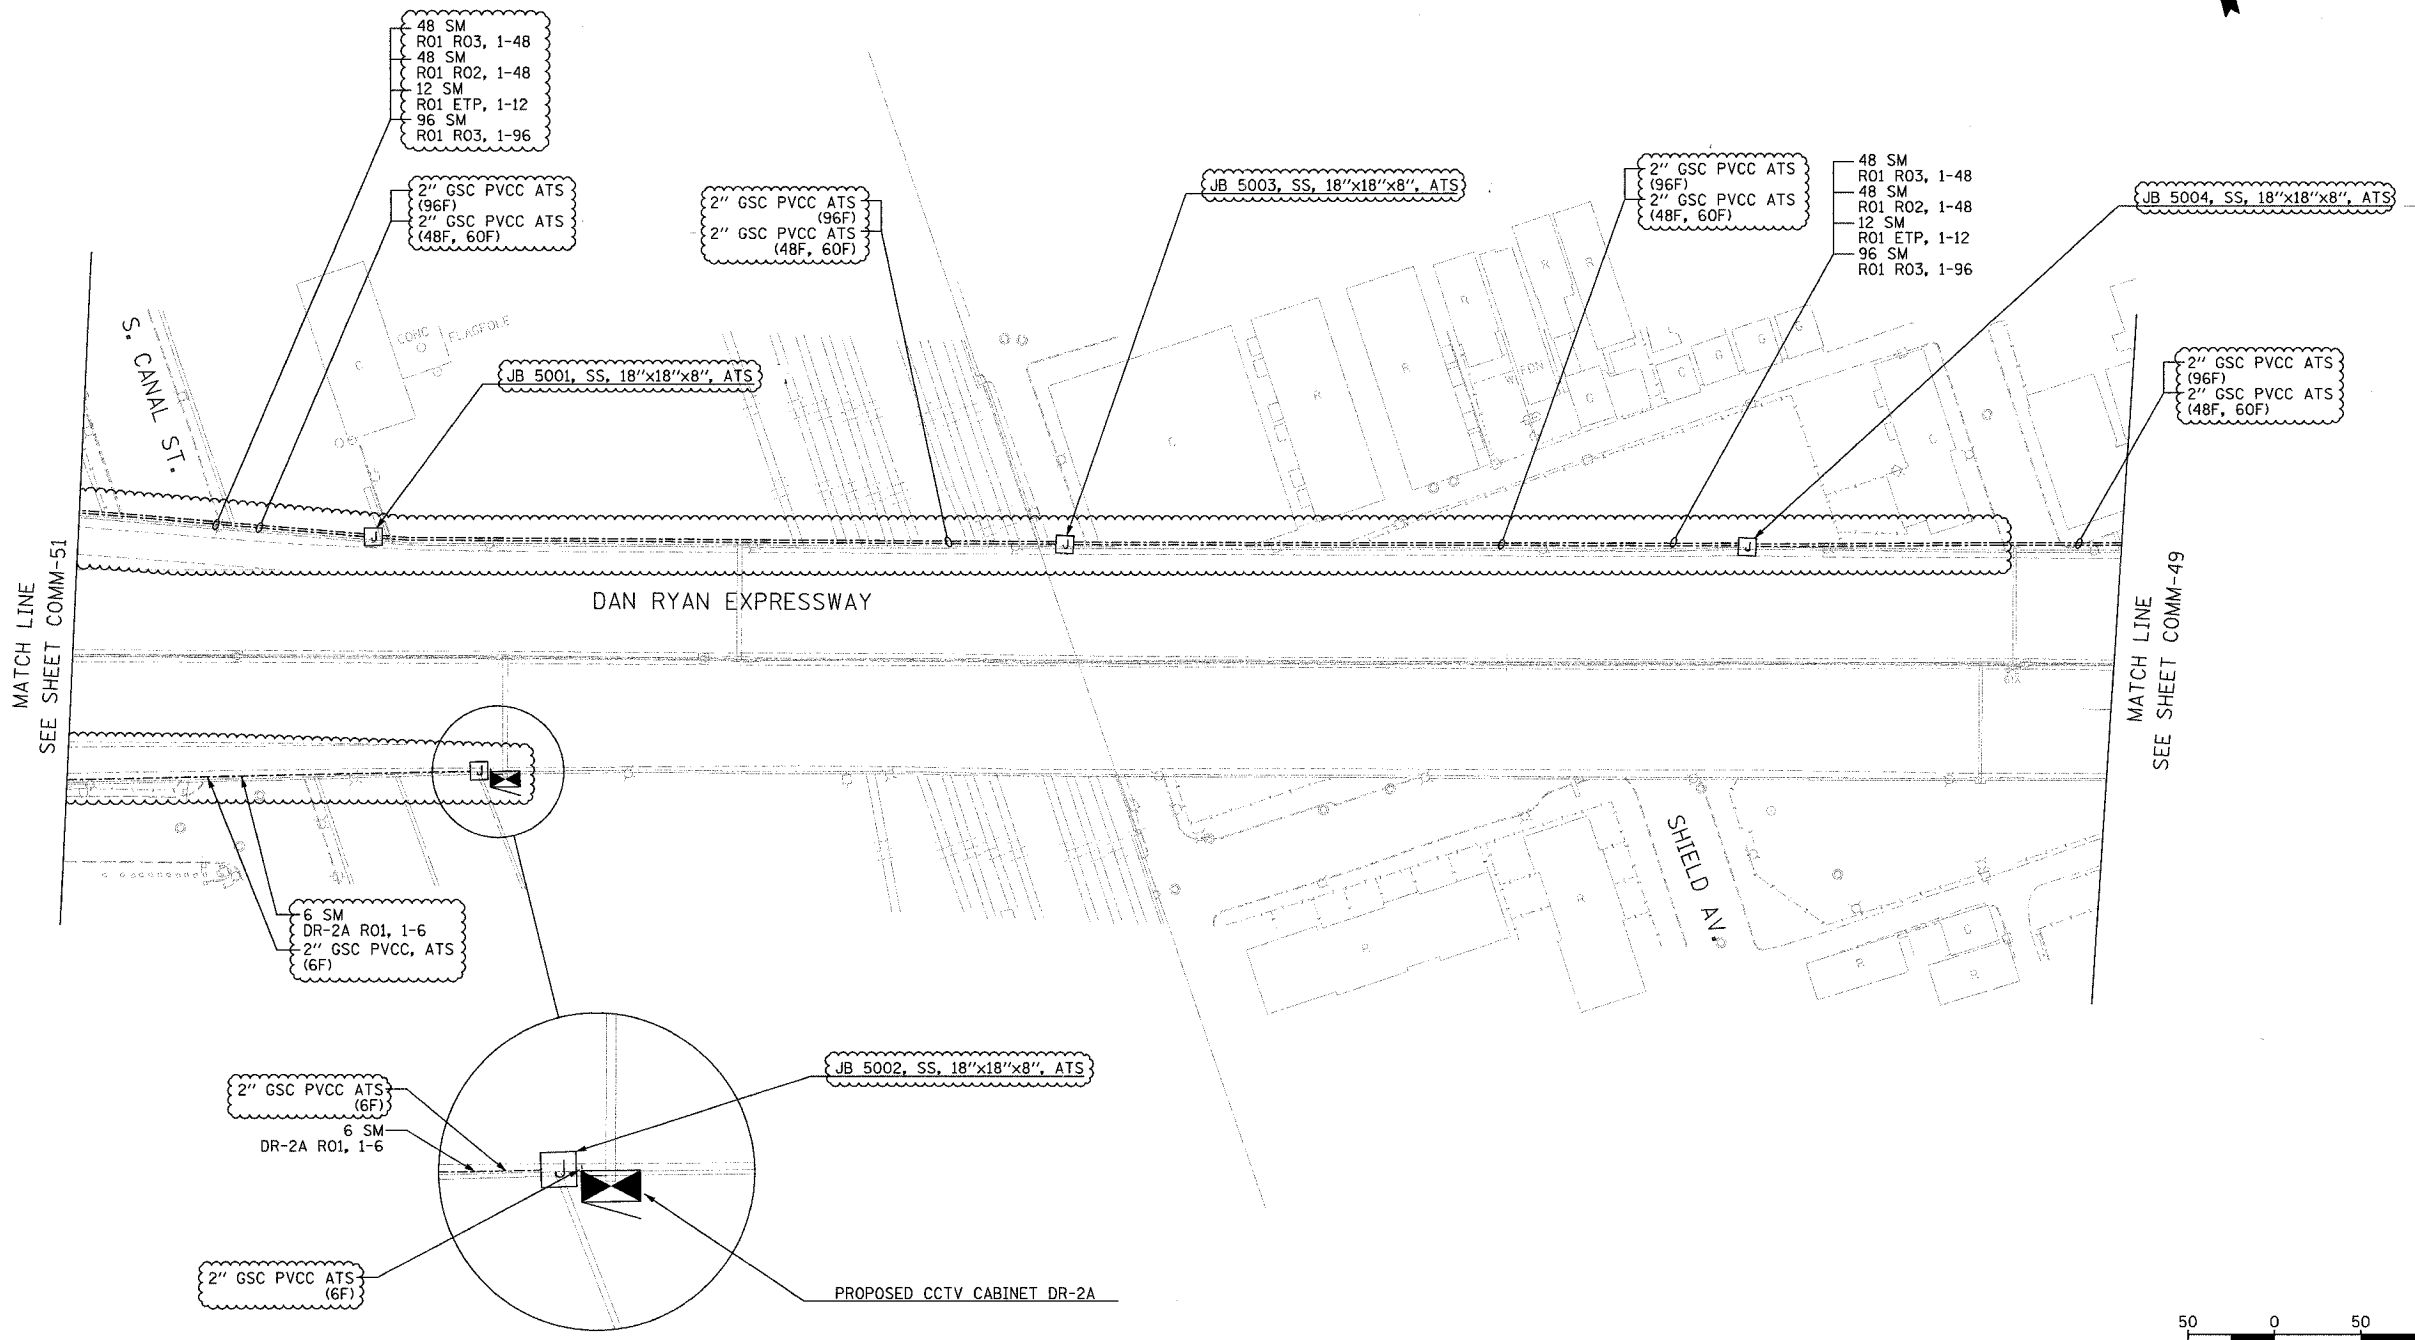 48 SM
R01 R03, 1-48
48 SM
R01 R02, 1-48
12 SM
R01 ETP, 1-12
96 SM
R01 R03, 1-96
2" GSC PVCC ATS
(96F)
2" GSC PVCC ATS
(48F, 60F)
2" GSC PVCC ATS
(96F)
2" GSC PVCC ATS
(48F, 60F)
JB 5003, SS, 18"x18"x8", ATS
2" GSC PVCC ATS
(96F)
2" GSC PVCC ATS
(48F, 60F)
48 SM
R01 R03, 1-48
48 SM
R01 R02, 1-48
12 SM
R01 ETP, 1-12
96 SM
R01 R03, 1-96
JB 5004, SS, 18"x18"x8", ATS
2" GSC PVCC ATS
(96F)
2" GSC PVCC ATS
(48F, 60F)
S. CANAL ST.
CONC
FLAGPOLE
C
JB 5001, SS, 18"x18"x8", ATS
C
R
R
R
R
R
C
C
G
G
G
C
J
J
J
DAN RYAN EXPRESSWAY
MATCH LINE
SEE SHEET COMM-51
MATCH LINE
SEE SHEET COMM-49
J
SHIELD AV.
R
R
R
C
R
6 SM
DR-2A R01, 1-6
2" GSC PVCC, ATS
(6F)
JB 5002, SS, 18"x18"x8", ATS
2" GSC PVCC ATS
(6F)
6 SM
DR-2A R01, 1-6
J
2" GSC PVCC ATS
(6F)
PROPOSED CCTV CABINET DR-2A
50 0 50